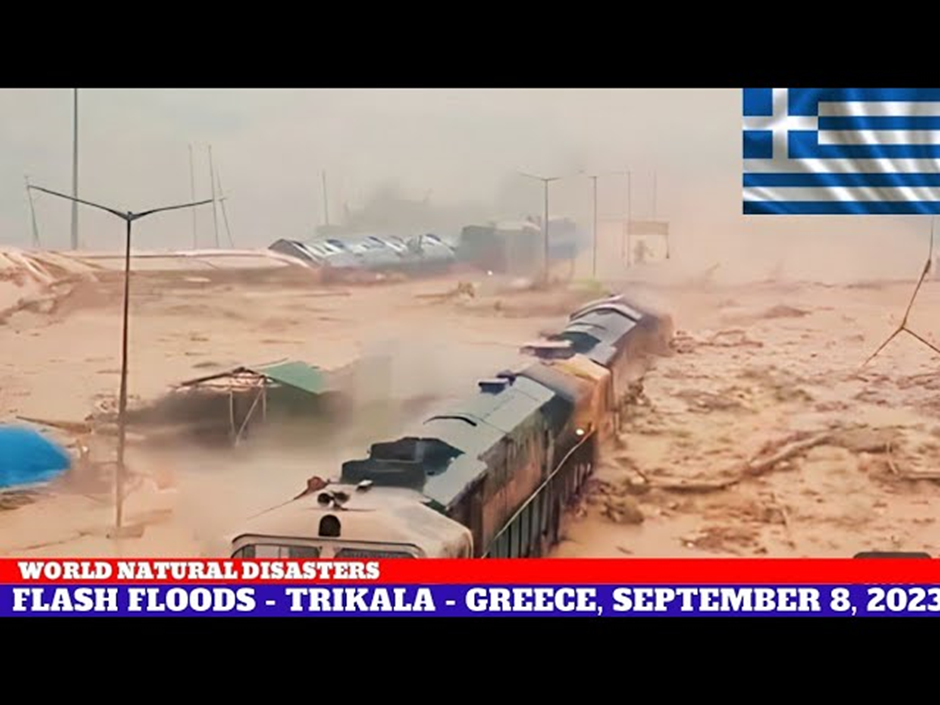 WORLD NATURAL DISASTERS
FLASH FLOODS - TRIKALA - GREECE, SEPTEMBER 8, 2023